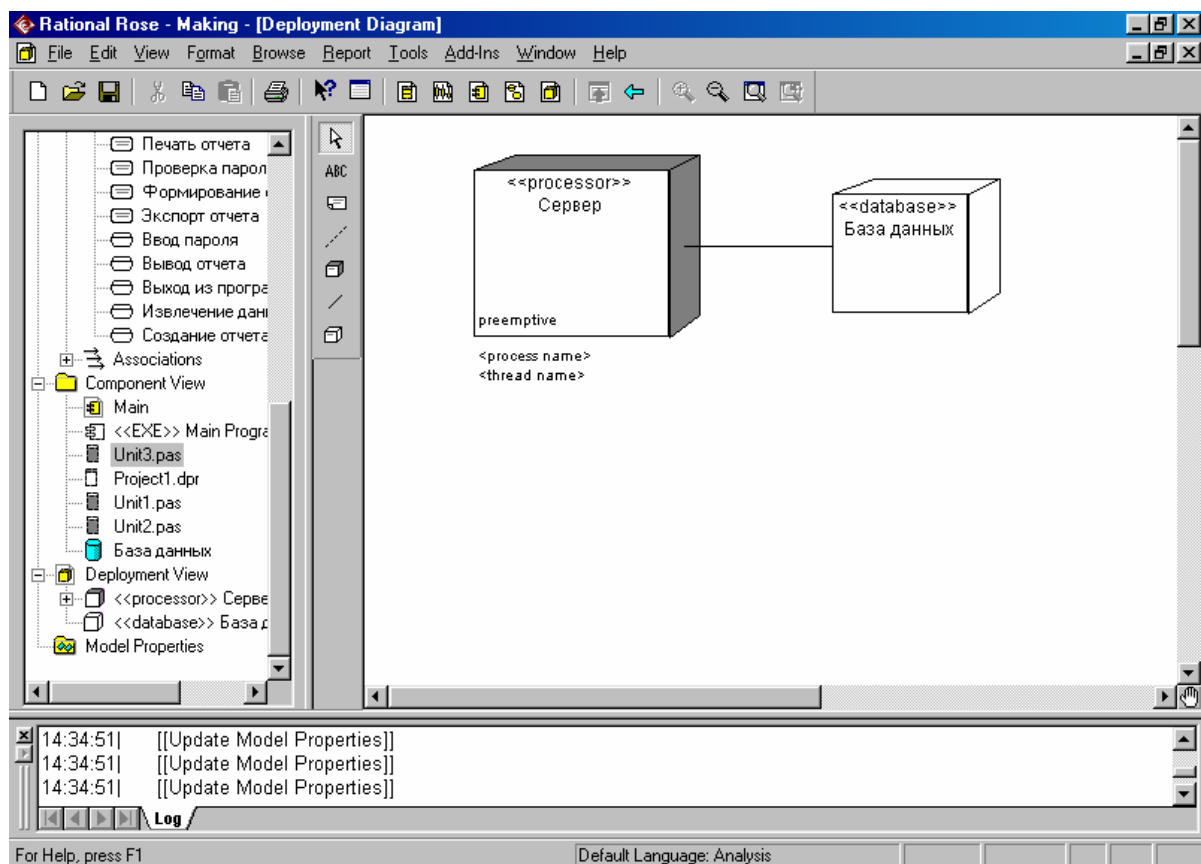 Rational Rose - Making - [Deployment Diagram]
File Edit View Format Browse Report Tools Add-Ins Window Help
Печать отчета
Проверка парол
Формирование
Экспорт отчета
Ввод пароля
Вывод отчета
Выход из програ
Извлечение дан
Создание отчета
Associations
Component View
Main
<<EXE>> Main Progra
Unit3.pas
Project1.dpr
Unit1.pas
Unit2.pas
База данных
Deployment View
<<processor>> Серве
<<database>> База д
Model Properties
ABC
<<processor>>
Сервер
preemptive
<process name>
<thread name>
<<database>>
База данных
14:34:51| [[Update Model Properties]]
14:34:51| [[Update Model Properties]]
14:34:51| [[Update Model Properties]]
Log
For Help, press F1
Default Language: Analysis